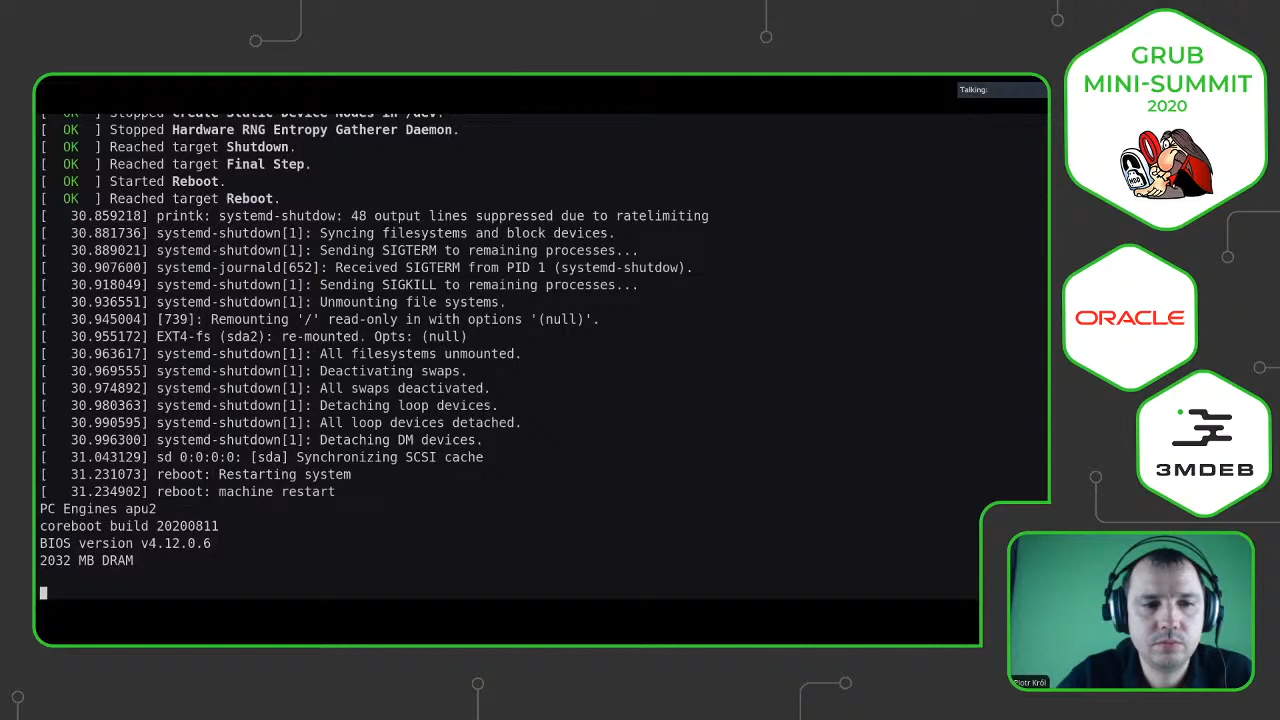 Talking:
[  OK  ] Stopped Create Static Device Nodes in /dev.
[  OK  ] Stopped Hardware RNG Entropy Gatherer Daemon.
[  OK  ] Reached target Shutdown.
[  OK  ] Reached target Final Step.
[  OK  ] Started Reboot.
[  OK  ] Reached target Reboot.
[   30.859218] printk: systemd-shutdow: 48 output lines suppressed due to ratelimiting
[   30.881736] systemd-shutdown[1]: Syncing filesystems and block devices.
[   30.889021] systemd-shutdown[1]: Sending SIGTERM to remaining processes...
[   30.907600] systemd-journald[652]: Received SIGTERM from PID 1 (systemd-shutdow).
[   30.918049] systemd-shutdown[1]: Sending SIGKILL to remaining processes...
[   30.936551] systemd-shutdown[1]: Unmounting file systems.
[   30.945004] [739]: Remounting '/' read-only in with options '(null)'.
[   30.955172] EXT4-fs (sda2): re-mounted. Opts: (null)
[   30.963617] systemd-shutdown[1]: All filesystems unmounted.
[   30.969555] systemd-shutdown[1]: Deactivating swaps.
[   30.974892] systemd-shutdown[1]: All swaps deactivated.
[   30.980363] systemd-shutdown[1]: Detaching loop devices.
[   30.990595] systemd-shutdown[1]: All loop devices detached.
[   30.996300] systemd-shutdown[1]: Detaching DM devices.
[   31.043129] sd 0:0:0:0: [sda] Synchronizing SCSI cache
[   31.231073] reboot: Restarting system
[   31.234902] reboot: machine restart
PC Engines apu2
coreboot build 20200811
BIOS version v4.12.0.6
2032 MB DRAM
GRUB
MINI-SUMMIT
2020
MBR
ORACLE
3MDEB
Piotr Król